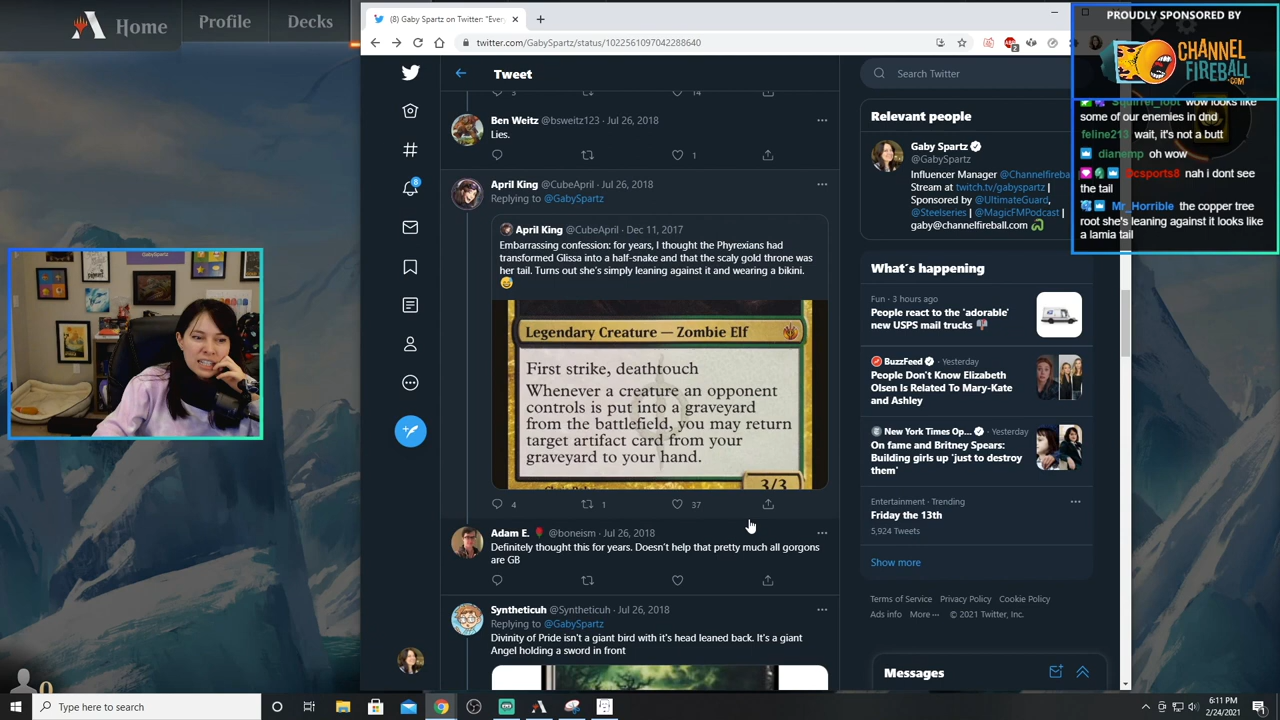 Home
Profile
Decks
(8) Gaby Spartz on Twitter: "Ever
twitter.com/GabySpartz/status/1022561097042288640
PROUDLY SPONSORED BY
CHANNEL
FIREBALL
.COM
Tweet
Search Twitter
3
14
Ben Weitz @bsweitz123 · Jul 26, 2018
Lies.
1
April King @CubeApril · Jul 26, 2018
Replying to @GabySpartz
April King @CubeApril · Dec 11, 2017
Embarrassing confession: for years, I thought the Phyrexians had
transformed Glissa into a half-snake and that the scaly gold throne was
her tail. Turns out she's simply leaning against it and wearing a bikini.
😅
Legendary Creature — Zombie Elf
First strike, deathtouch
Whenever a creature an opponent
controls is put into a graveyard
from the battlefield, you may return
target artifact card from your
graveyard to your hand.
3/3
4
1
37
Adam E. 🌹 @boneism · Jul 26, 2018
Definitely thought this for years. Doesn't help that pretty much all gorgons
are GB
Syntheticuh @Syntheticuh · Jul 26, 2018
Replying to @GabySpartz
Divinity of Pride isn't a giant bird with it's head leaned back. It's a giant
Angel holding a sword in front
Relevant people
Gaby Spartz
@GabySpartz
Influencer Manager @Channelfireba
Stream at twitch.tv/gabyspartz |
Sponsored by @UltimateGuard,
@Steelseries | @MagicFMPodcast |
gaby@channelfireball.com
What's happening
Fun · 3 hours ago
People react to the 'adorable'
new USPS mail trucks
BuzzFeed · Yesterday
People Don't Know Elizabeth
Olsen Is Related To Mary-Kate
and Ashley
New York Times Op... · Yesterday
On fame and Britney Spears:
Building girls up 'just to destroy
them'
Entertainment · Trending
Friday the 13th
5,924 Tweets
Show more
Terms of Service Privacy Policy Cookie Policy
Ads info More ··· © 2021 Twitter, Inc.
Messages
Squirrel_loot wow looks like
some of our enemies in dnd
feline213 wait, it's not a butt
dianemp oh wow
nah i dont see
the tail
Mr_Horrible the copper tree
root she's leaning against it looks like
a lamia tail
8
2
0
Type here to search
6:11 PM
2/24/2021
1